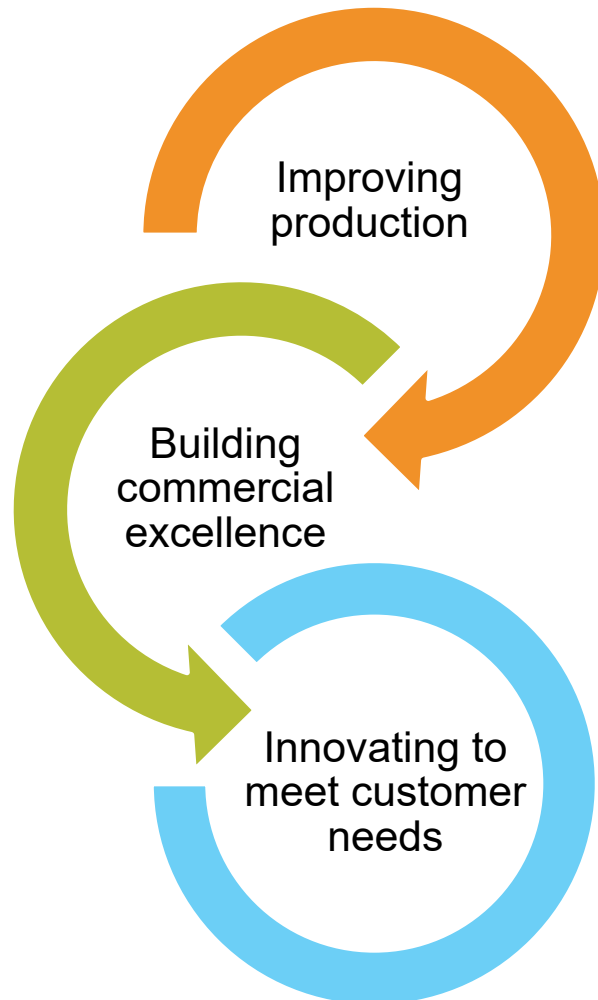 Improving
production
Building
commercial
excellence
Innovating to
meet customer
needs